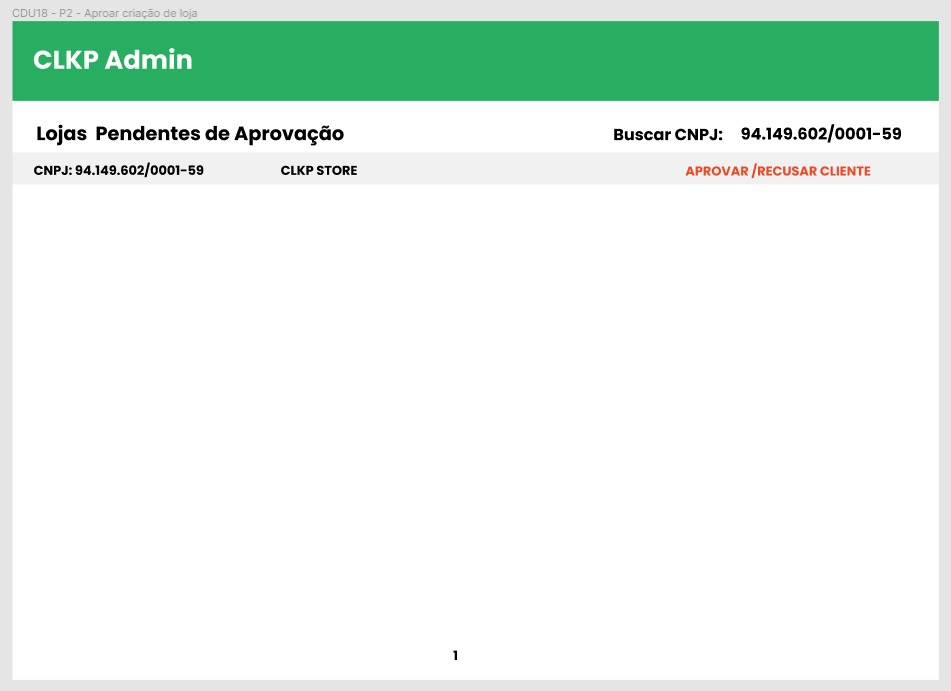 CDU18 - P2 - Aproar criação de loja
CLKP Admin
Lojas Pendentes de Aprovação Buscar CNPJ: 94.149.602/0001-59
CNPJ: 94.149.602/0001-59 CLKP STORE APROVAR /RECUSAR CLIENTE
1